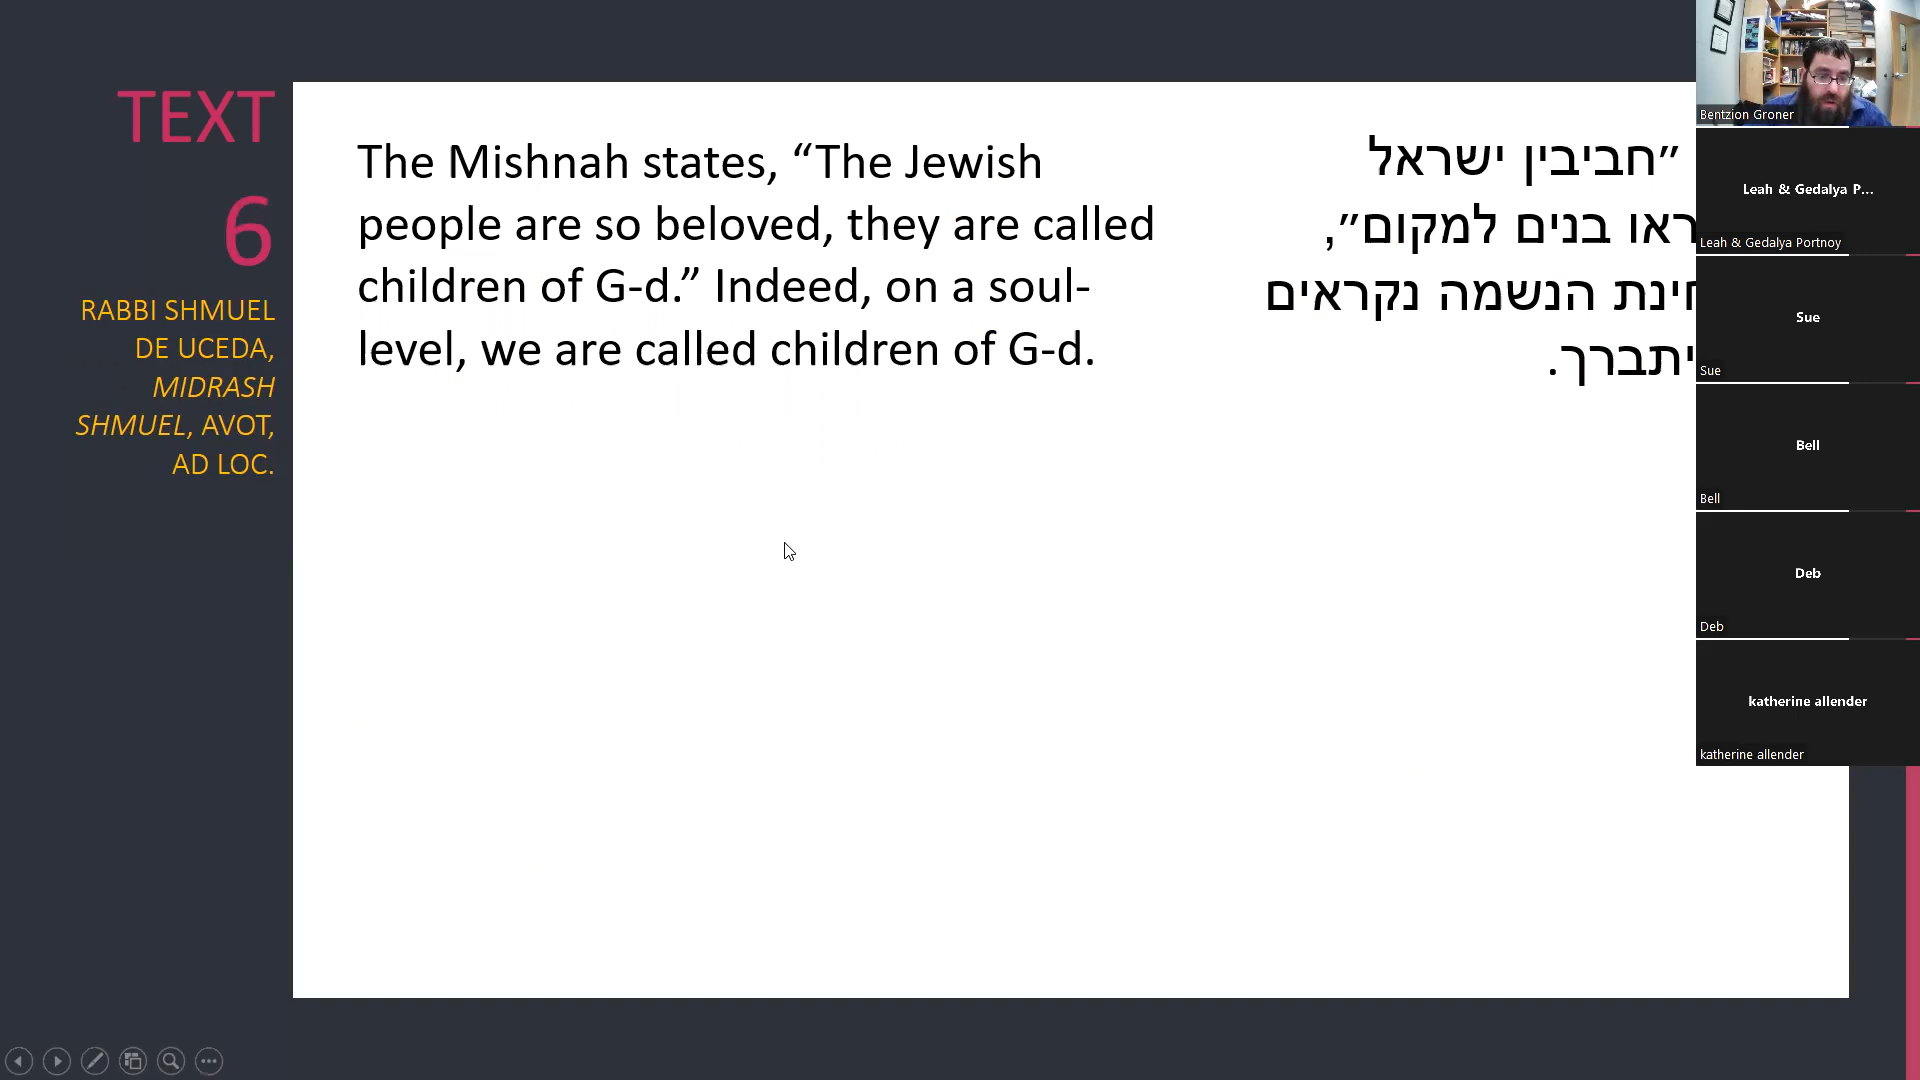 TEXT
6
RABBI SHMUEL
DE UCEDA,
MIDRASH
SHMUEL, AVOT,
AD LOC.
The Mishnah states, “The Jewish
people are so beloved, they are called
children of G-d.” Indeed, on a soul-
level, we are called children of G-d.
״חביבין ישראל
בנים למקום״,
הנשמה נקראים
יתברך.
Bentzion Groner
Leah & Gedalya P...
Leah & Gedalya Portnoy
Sue
Sue
Bell
Bell
Deb
Deb
katherine allender
katherine allender